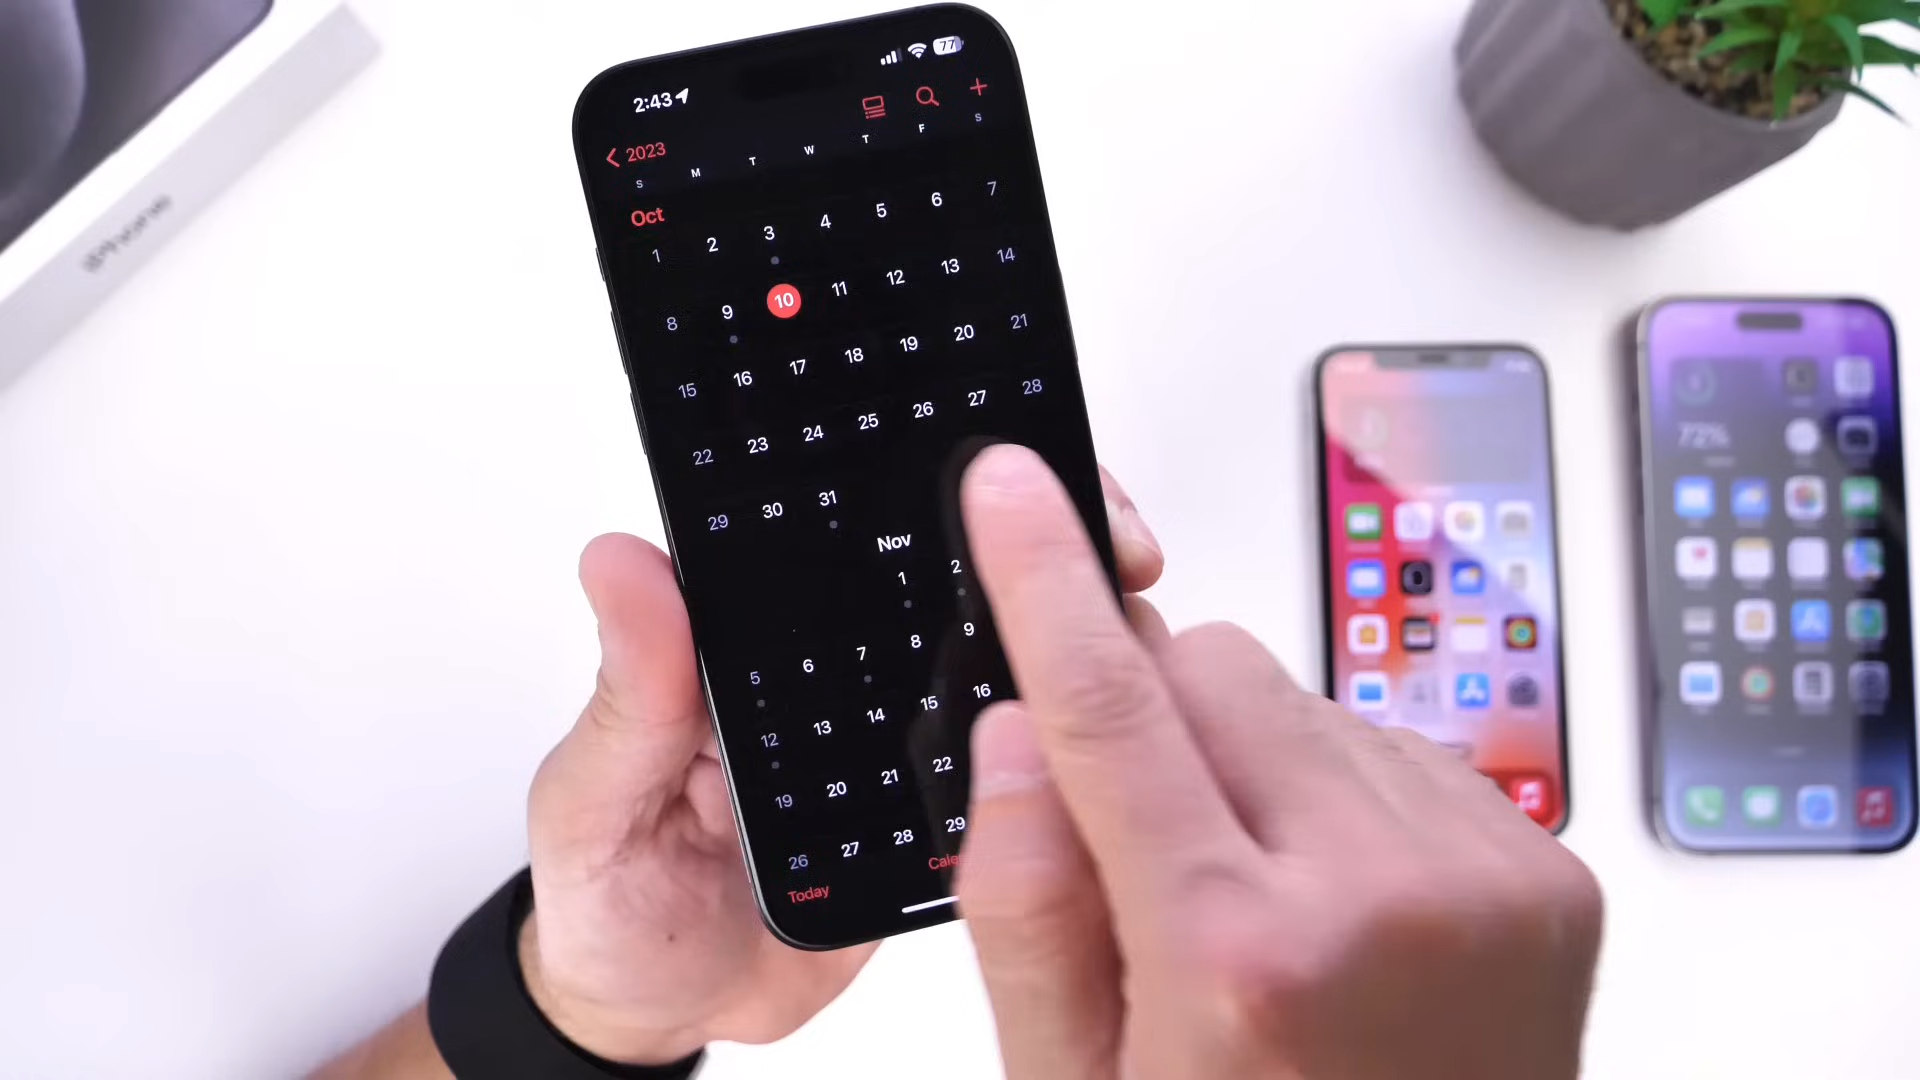 iPhone
2:43
77
2023
S M T W T F S
Oct
1 2 3 4 5 6 7
8 9 10 11 12 13 14
15 16 17 18 19 20 21
22 23 24 25 26 27 28
29 30 31
Nov
1 2
5 6 7 8 9
12 13 14 15 16
19 20 21 22
26 27 28 29
Today
72%